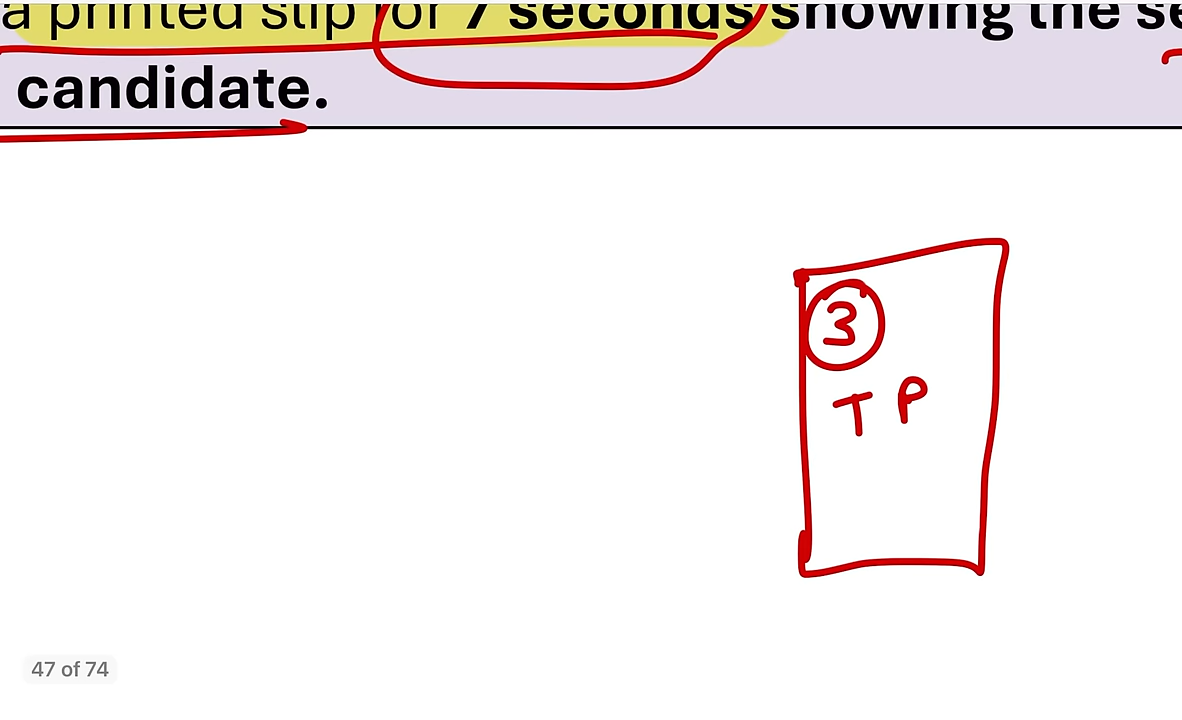 a printed slip for 7 seconds showing the
candidate.
3
T P
47 of 74